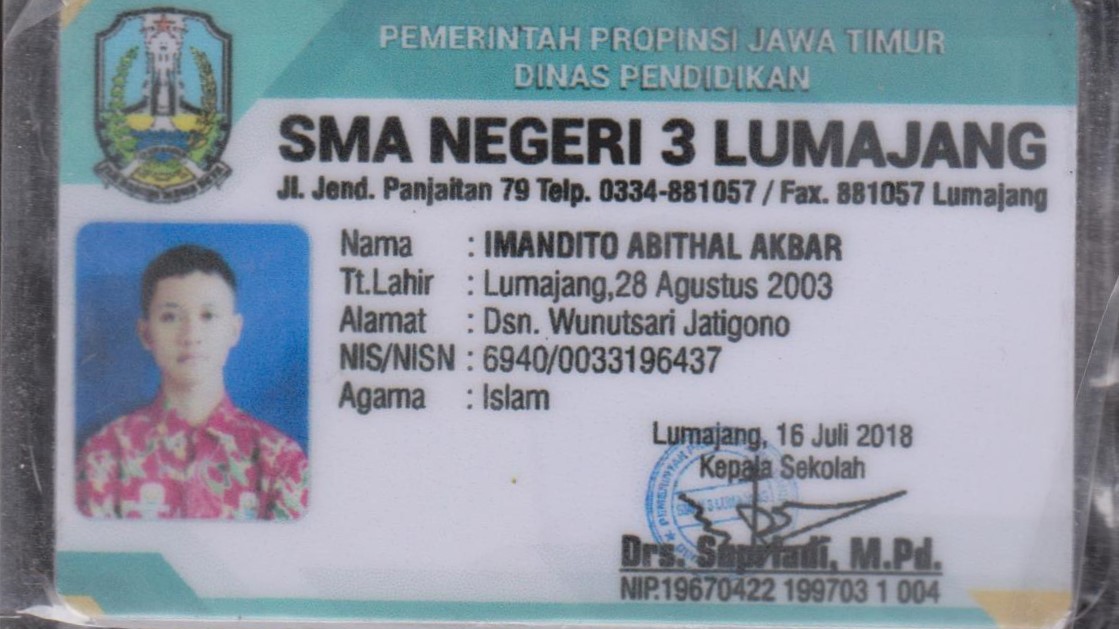 PEMERINTAH PROPINSI JAWA TIMUR
DINAS PENDIDIKAN
SMA NEGERI 3 LUMAJANG
Jl. Jend. Panjaitan 79 Telp. 0334-881057 / Fax. 881057 Lumajang
Nama : IMANDITO ABITHAL AKBAR
Tt.Lahir : Lumajang,28 Agustus 2003
Alamat : Dsn. Wunutsari Jatigono
NIS/NISN : 6940/0033196437
Agama : Islam
Lumajang, 16 Juli 2018
Kepala Sekolah
Drs. Supriadi, M.Pd.
NIP.19670422 199703 1 004